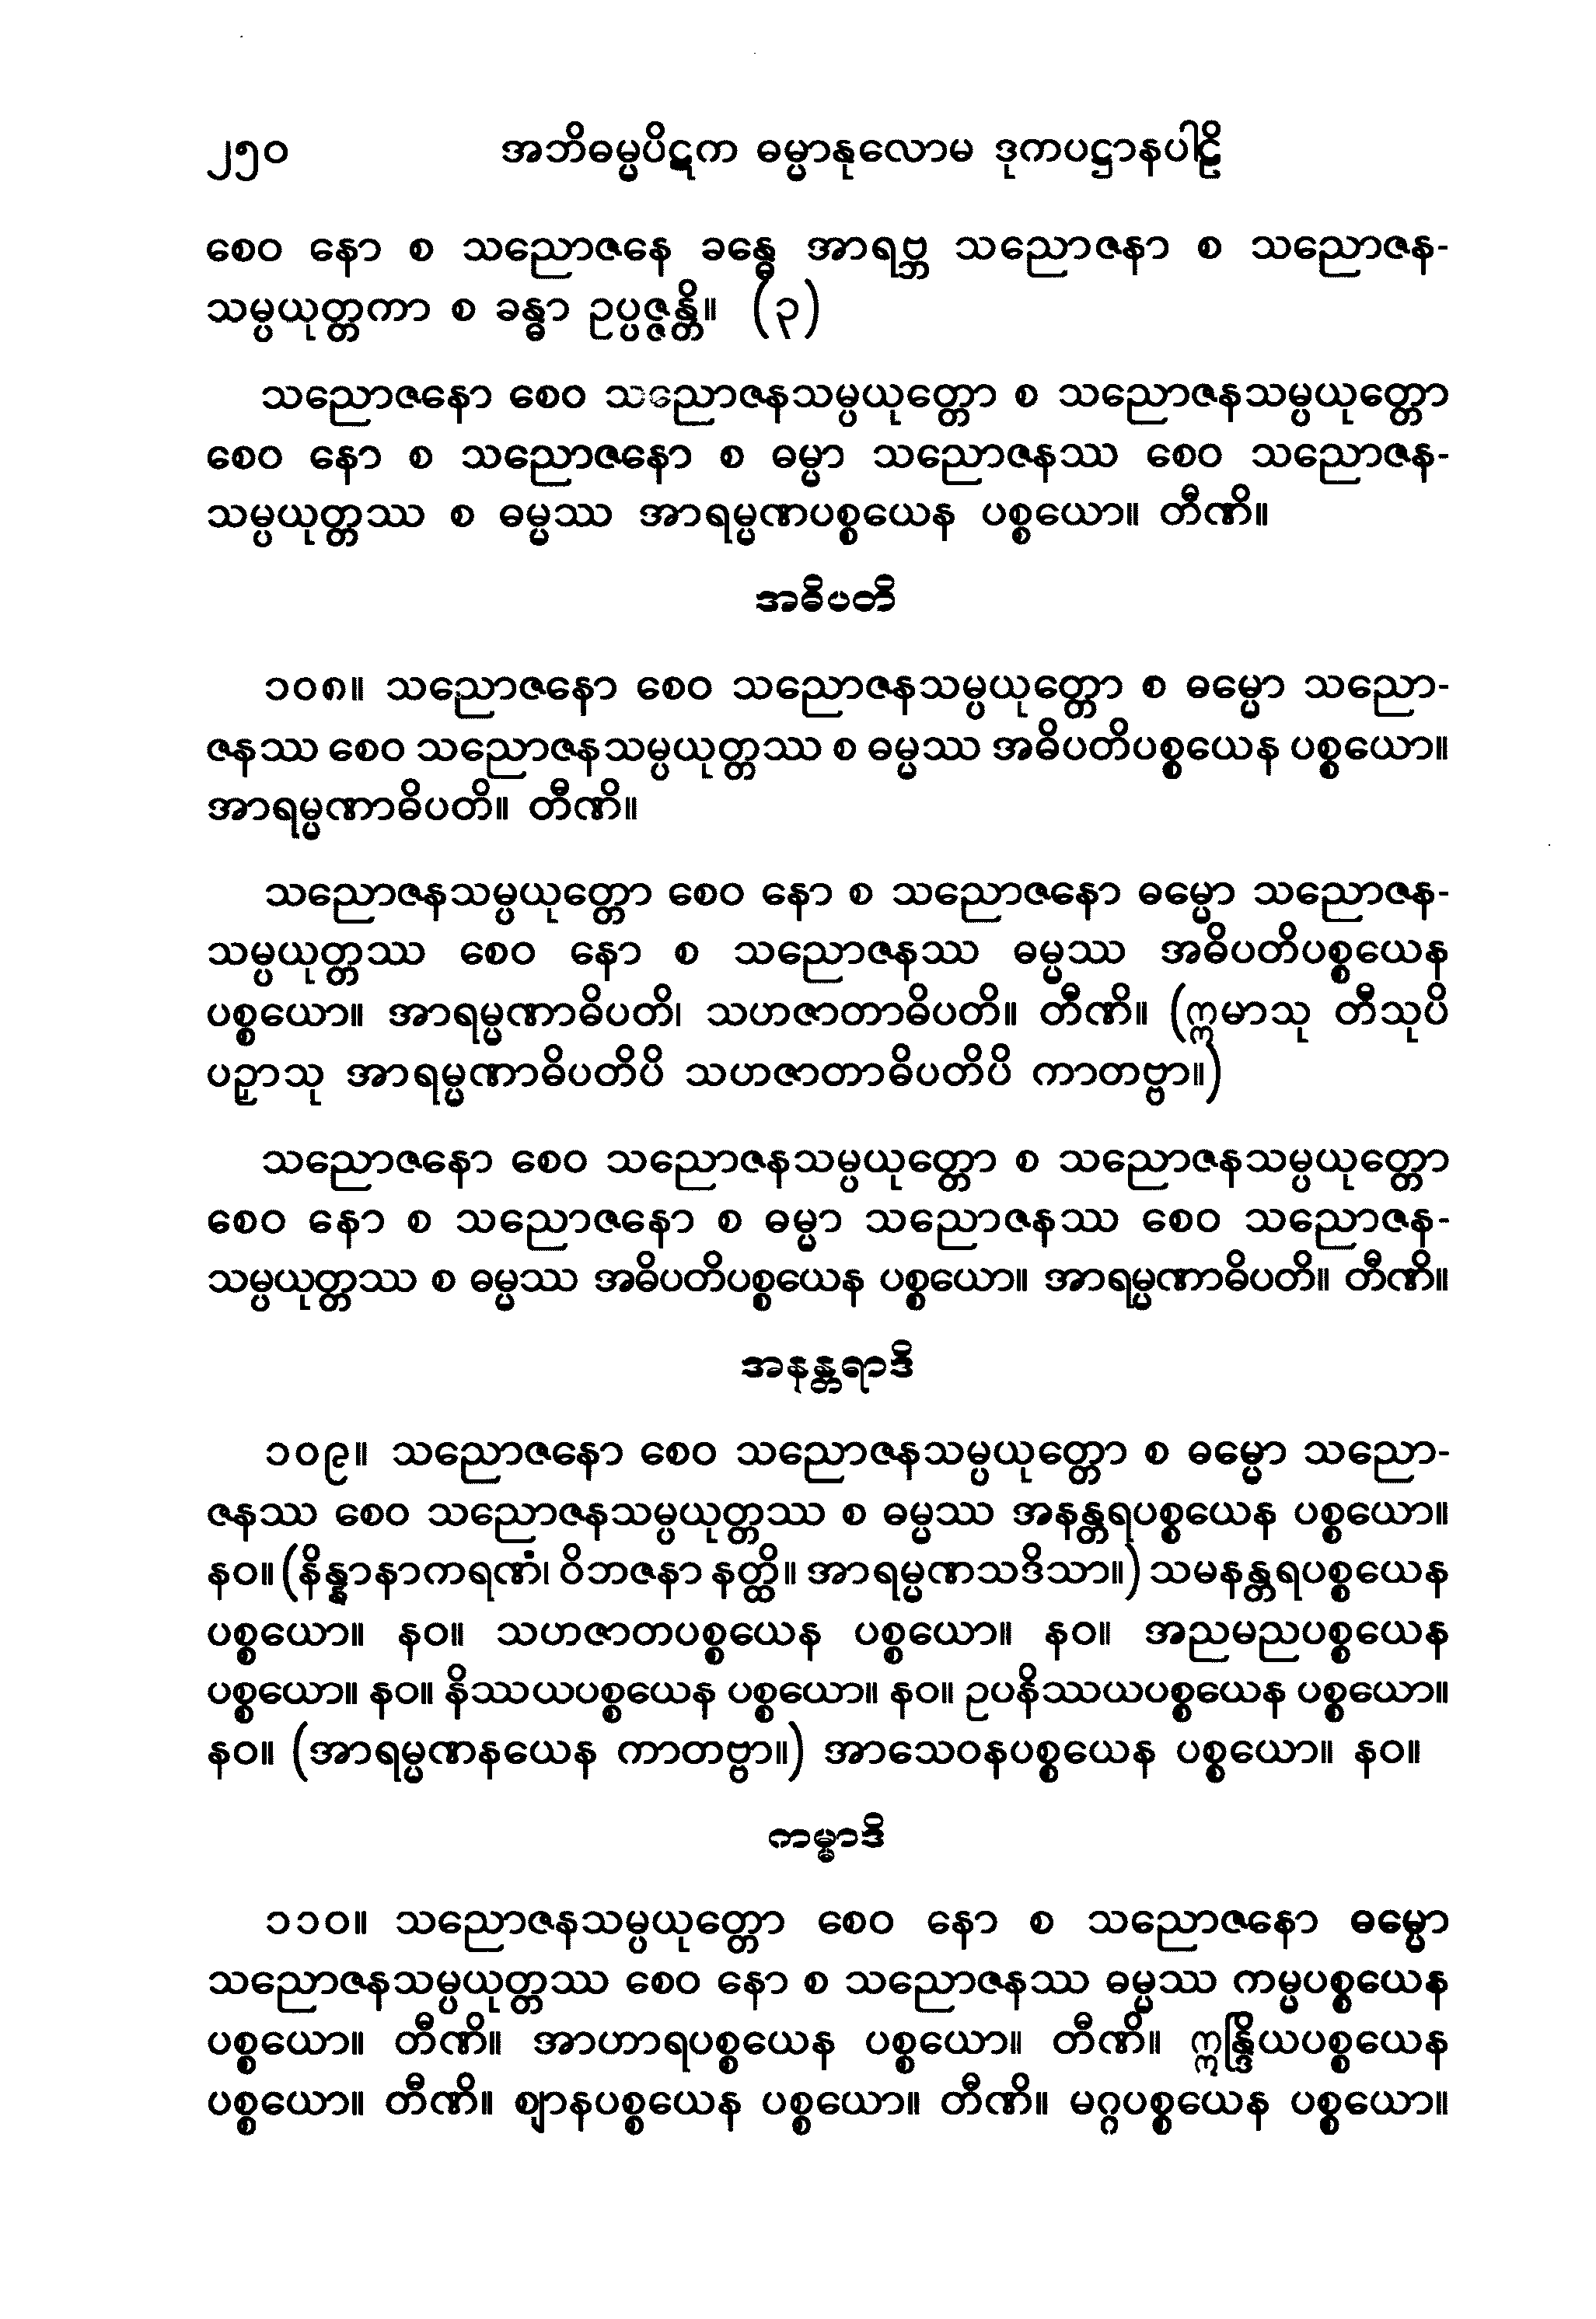 ၂၅၀ အဘိဓမ္မပိဋက ဓမ္မာနုလောမ ဒုကပဋ္ဌာနပါဠိ
စေဝ နော စ သညောဇနေ ခန္ဓေ အာရဗ္ဘ သညောဇနာ စ သညောဇန-
သမ္ပယုတ္တကာ စ ခန္ဓာ ဥပ္ပဇ္ဇန္တိ။ (၃)
သညောဇနော စေဝ သညောဇနသမ္ပယုတ္တော စ သညောဇနသမ္ပယုတ္တော
စေဝ နော စ သညောဇနော စ ဓမ္မာ သညောဇနဿ စေဝ သညောဇန-
သမ္ပယုတ္တဿ စ ဓမ္မဿ အာရမ္မဏပစ္စယေန ပစ္စယော။ တီဏိ။
အဓိပတိ
၁၀၈။ သညောဇနော စေဝ သညောဇနသမ္ပယုတ္တော စ ဓမ္မော သညော-
ဇနဿ စေဝ သညောဇနသမ္ပယုတ္တဿ စ ဓမ္မဿ အဓိပတိပစ္စယေန ပစ္စယော။
အာရမ္မဏာဓိပတိ။ တီဏိ။
သညောဇနသမ္ပယုတ္တော စေဝ နော စ သညောဇနော ဓမ္မော သညောဇန-
သမ္ပယုတ္တဿ စေဝ နော စ သညောဇနဿ ဓမ္မဿ အဓိပတိပစ္စယေန
ပစ္စယော။ အာရမ္မဏာဓိပတိ၊ သဟဇာတာဓိပတိ။ တီဏိ။ (ဣမာသု တီသုပိ
ပဉှာသု အာရမ္မဏာဓိပတိပိ သဟဇာတာဓိပတိပိ ကာတဗ္ဗာ။)
သညောဇနော စေဝ သညောဇနသမ္ပယုတ္တော စ သညောဇနသမ္ပယုတ္တော
စေဝ နော စ သညောဇနော စ ဓမ္မာ သညောဇနဿ စေဝ သညောဇန-
သမ္ပယုတ္တဿ စ ဓမ္မဿ အဓိပတိပစ္စယေန ပစ္စယော။ အာရမ္မဏာဓိပတိ။ တီဏိ။
အနန္တရာဒိ
၁၀၉။ သညောဇနော စေဝ သညောဇနသမ္ပယုတ္တော စ ဓမ္မော သညော-
ဇနဿ စေဝ သညောဇနသမ္ပယုတ္တဿ စ ဓမ္မဿ အနန္တရပစ္စယေန ပစ္စယော။
နဝ။ (နိန္နာနာကရဏံ၊ ဝိဘဇနာ နတ္ထိ။ အာရမ္မဏသဒိသာ။) သမနန္တရပစ္စယေန
ပစ္စယော။ နဝ။ သဟဇာတပစ္စယေန ပစ္စယော။ နဝ။ အညမညပစ္စယေန
ပစ္စယော။ နဝ။ နိဿယပစ္စယေန ပစ္စယော။ နဝ။ ဥပနိဿယပစ္စယေန ပစ္စယော။
နဝ။ (အာရမ္မဏနယေန ကာတဗ္ဗာ။) အာသေဝနပစ္စယေန ပစ္စယော။ နဝ။
ကမ္မာဒိ
၁၁၀။ သညောဇနသမ္ပယုတ္တော စေဝ နော စ သညောဇနော ဓမ္မော
သညောဇနသမ္ပယုတ္တဿ စေဝ နော စ သညောဇနဿ ဓမ္မဿ ကမ္မပစ္စယေန
ပစ္စယော။ တီဏိ။ အာဟာရပစ္စယေန ပစ္စယော။ တီဏိ။ ဣန္ဒြိယပစ္စယေန
ပစ္စယော။ တီဏိ။ ဈာနပစ္စယေန ပစ္စယော။ တီဏိ။ မဂ္ဂပစ္စယေန ပစ္စယော။